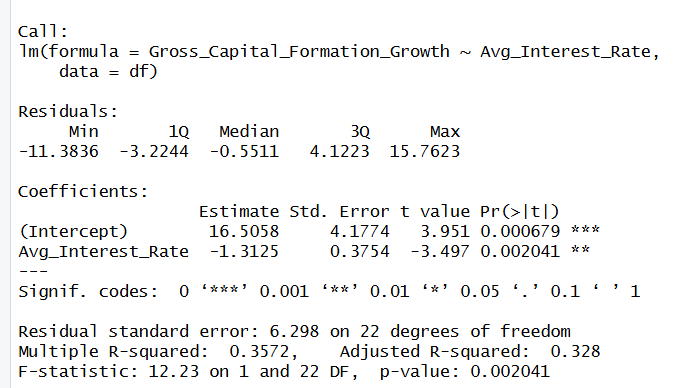 Call:
lm(formula = Gross_Capital_Formation_Growth ~ Avg_Interest_Rate,
    data = df)
Residuals:
     Min       1Q   Median       3Q      Max
-11.3836  -3.2244  -0.5511   4.1223  15.7623
Coefficients:
                  Estimate Std. Error t value Pr(>|t|)
(Intercept)        16.5058     4.1774   3.951 0.000679 ***
Avg_Interest_Rate  -1.3125     0.3754  -3.497 0.002041 **
---
Signif. codes:  0 ‘***’ 0.001 ‘**’ 0.01 ‘*’ 0.05 ‘.’ 0.1 ‘ ’ 1
Residual standard error: 6.298 on 22 degrees of freedom
Multiple R-squared:  0.3572,    Adjusted R-squared:  0.328
F-statistic: 12.23 on 1 and 22 DF,  p-value: 0.002041